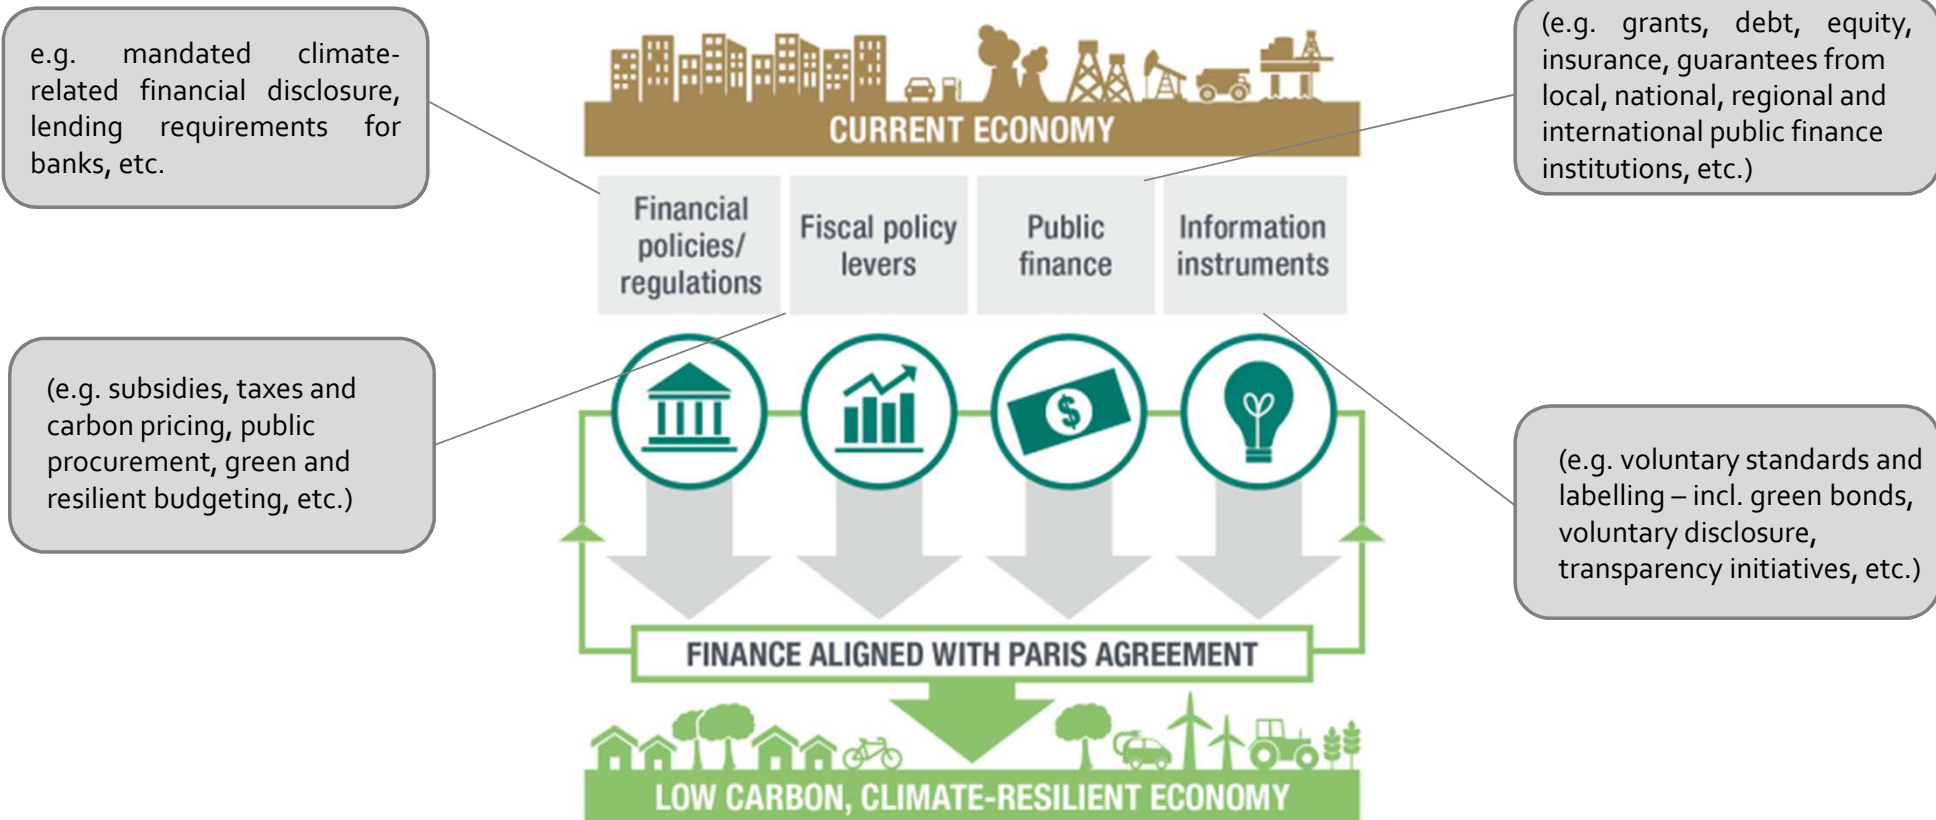 e.g. mandated climate-
related financial disclosure,
lending requirements for
banks, etc.
(e.g. grants, debt, equity,
insurance, guarantees from
local, national, regional and
international public finance
institutions, etc.)
CURRENT ECONOMY
Financial
policies/
regulations
Fiscal policy
levers
Public
finance
Information
instruments
(e.g. subsidies, taxes and
carbon pricing, public
procurement, green and
resilient budgeting, etc.)
$
(e.g. voluntary standards and
labelling – incl. green bonds,
voluntary disclosure,
transparency initiatives, etc.)
FINANCE ALIGNED WITH PARIS AGREEMENT
LOW CARBON, CLIMATE-RESILIENT ECONOMY